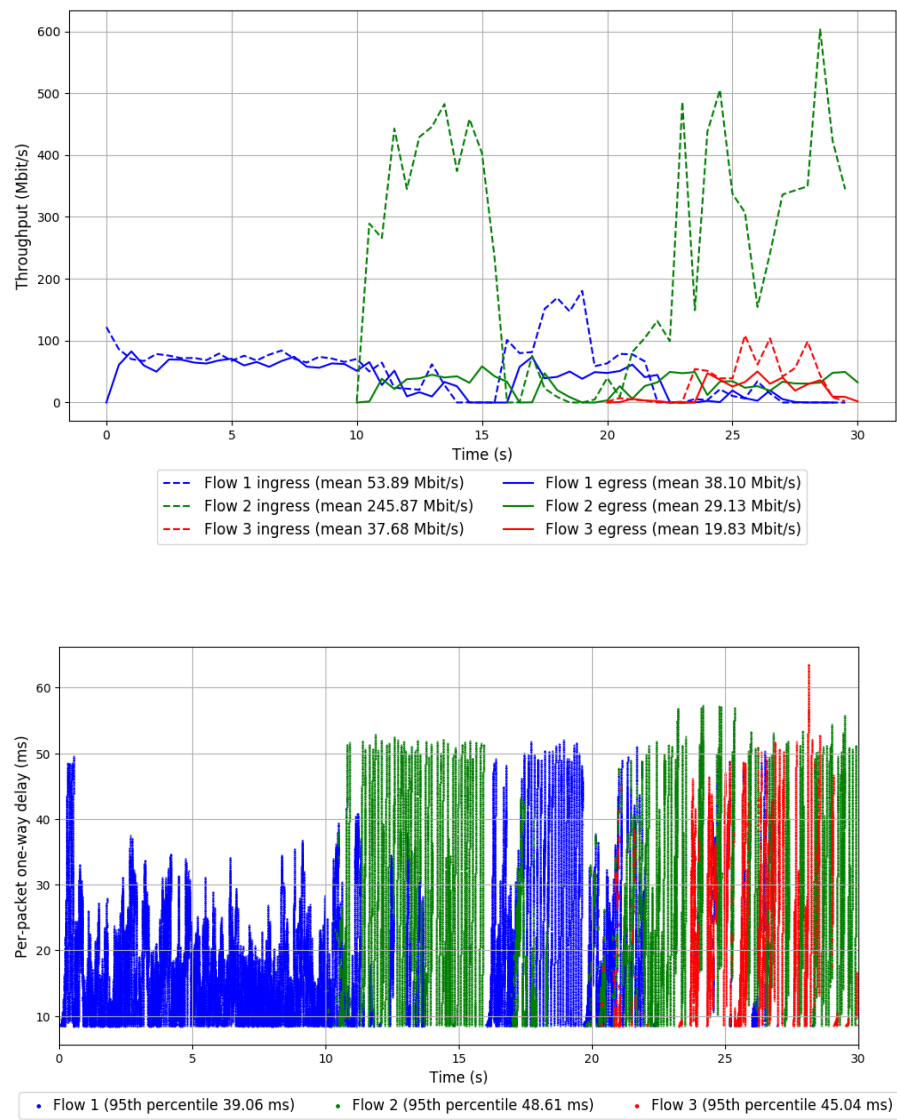 600
500
400
300
200
100
0
Throughput (Mbit/s)
0 5 10 15 20 25 30
Time (s)
Flow 1 ingress (mean 53.89 Mbit/s) Flow 1 egress (mean 38.10 Mbit/s)
Flow 2 ingress (mean 245.87 Mbit/s) Flow 2 egress (mean 29.13 Mbit/s)
Flow 3 ingress (mean 37.68 Mbit/s) Flow 3 egress (mean 19.83 Mbit/s)
60
50
40
30
20
10
Per-packet one-way delay (ms)
0 5 10 15 20 25 30
Time (s)
Flow 1 (95th percentile 39.06 ms) Flow 2 (95th percentile 48.61 ms) Flow 3 (95th percentile 45.04 ms)